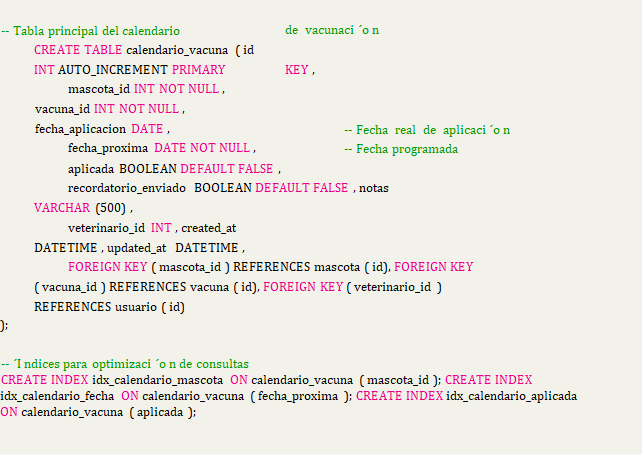 -- Tabla principal del calendario de vacunaci ´o n
CREATE TABLE calendario_vacuna ( id
INT AUTO_INCREMENT PRIMARY KEY ,
mascota_id INT NOT NULL ,
vacuna_id INT NOT NULL ,
fecha_aplicacion DATE , -- Fecha real de aplicaci ´o n
fecha_proxima DATE NOT NULL , -- Fecha programada
aplicada BOOLEAN DEFAULT FALSE ,
recordatorio_enviado BOOLEAN DEFAULT FALSE , notas
VARCHAR (500) ,
veterinario_id INT , created_at
DATETIME , updated_at DATETIME ,
FOREIGN KEY ( mascota_id ) REFERENCES mascota ( id), FOREIGN KEY
( vacuna_id ) REFERENCES vacuna ( id), FOREIGN KEY ( veterinario_id )
REFERENCES usuario ( id)
);
-- ´I ndices para optimizaci ´o n de consultas
CREATE INDEX idx_calendario_mascota ON calendario_vacuna ( mascota_id ); CREATE INDEX
idx_calendario_fecha ON calendario_vacuna ( fecha_proxima ); CREATE INDEX idx_calendario_aplicada
ON calendario_vacuna ( aplicada );